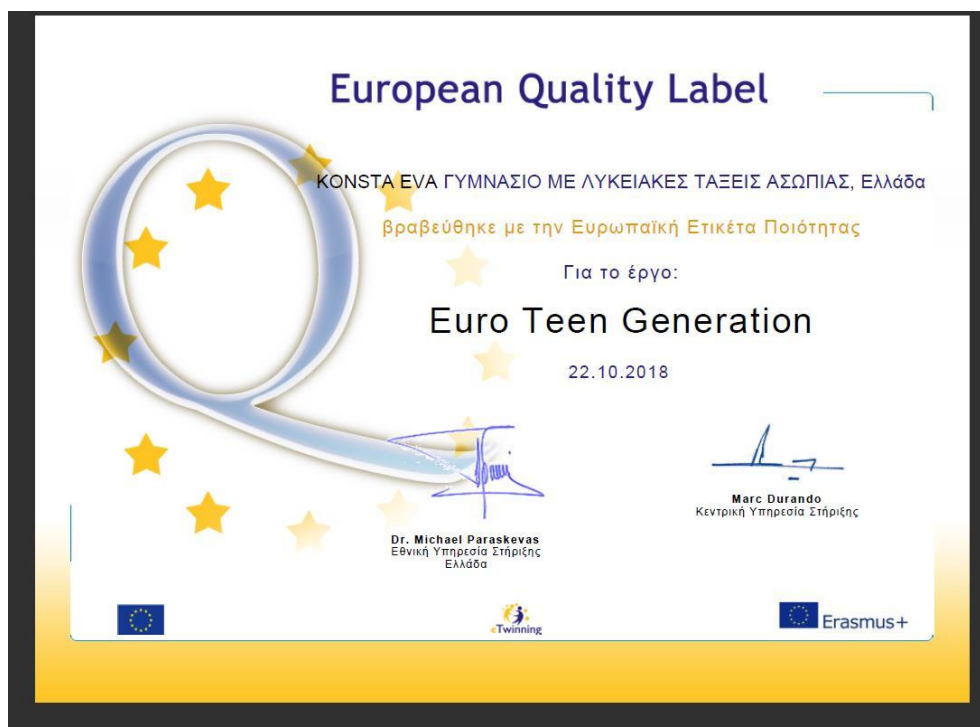 European Quality Label
KONSTA EVA ΓΥΜΝΑΣΙΟ ΜΕ ΛΥΚΕΙΑΚΕΣ ΤΑΞΕΙΣ ΑΣΩΠΙΑΣ, Ελλάδα
βραβεύθηκε με την Ευρωπαϊκή Ετικέτα Ποιότητας
Για το έργο:
Euro Teen Generation
22.10.2018
Dr. Michael Paraskevas
Εθνική Υπηρεσία Στήριξης
Ελλάδα
Marc Durando
Κεντρική Υπηρεσία Στήριξης
eTwinning
Erasmus+